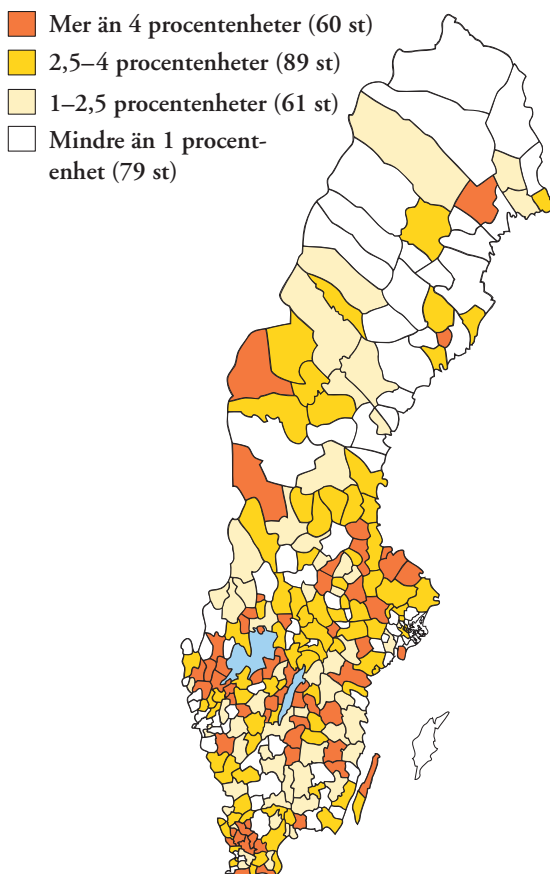 Mer än 4 procentenheter (60 st)
2,5–4 procentenheter (89 st)
1–2,5 procentenheter (61 st)
Mindre än 1 procent-
enhet (79 st)